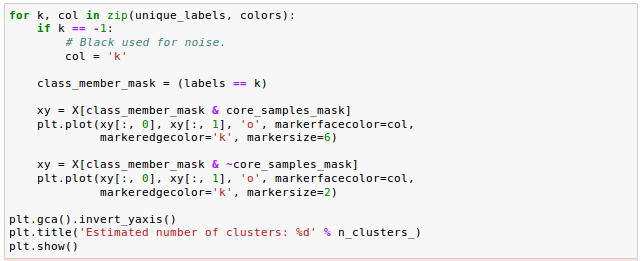 for k, col in zip(unique_labels, colors):
    if k == -1:
        # Black used for noise.
        col = 'k'

    class_member_mask = (labels == k)

    xy = X[class_member_mask & core_samples_mask]
    plt.plot(xy[:, 0], xy[:, 1], 'o', markerfacecolor=col,
             markeredgecolor='k', markersize=6)

    xy = X[class_member_mask & ~core_samples_mask]
    plt.plot(xy[:, 0], xy[:, 1], 'o', markerfacecolor=col,
             markeredgecolor='k', markersize=2)

plt.gca().invert_yaxis()
plt.title('Estimated number of clusters: %d' % n_clusters_)
plt.show()